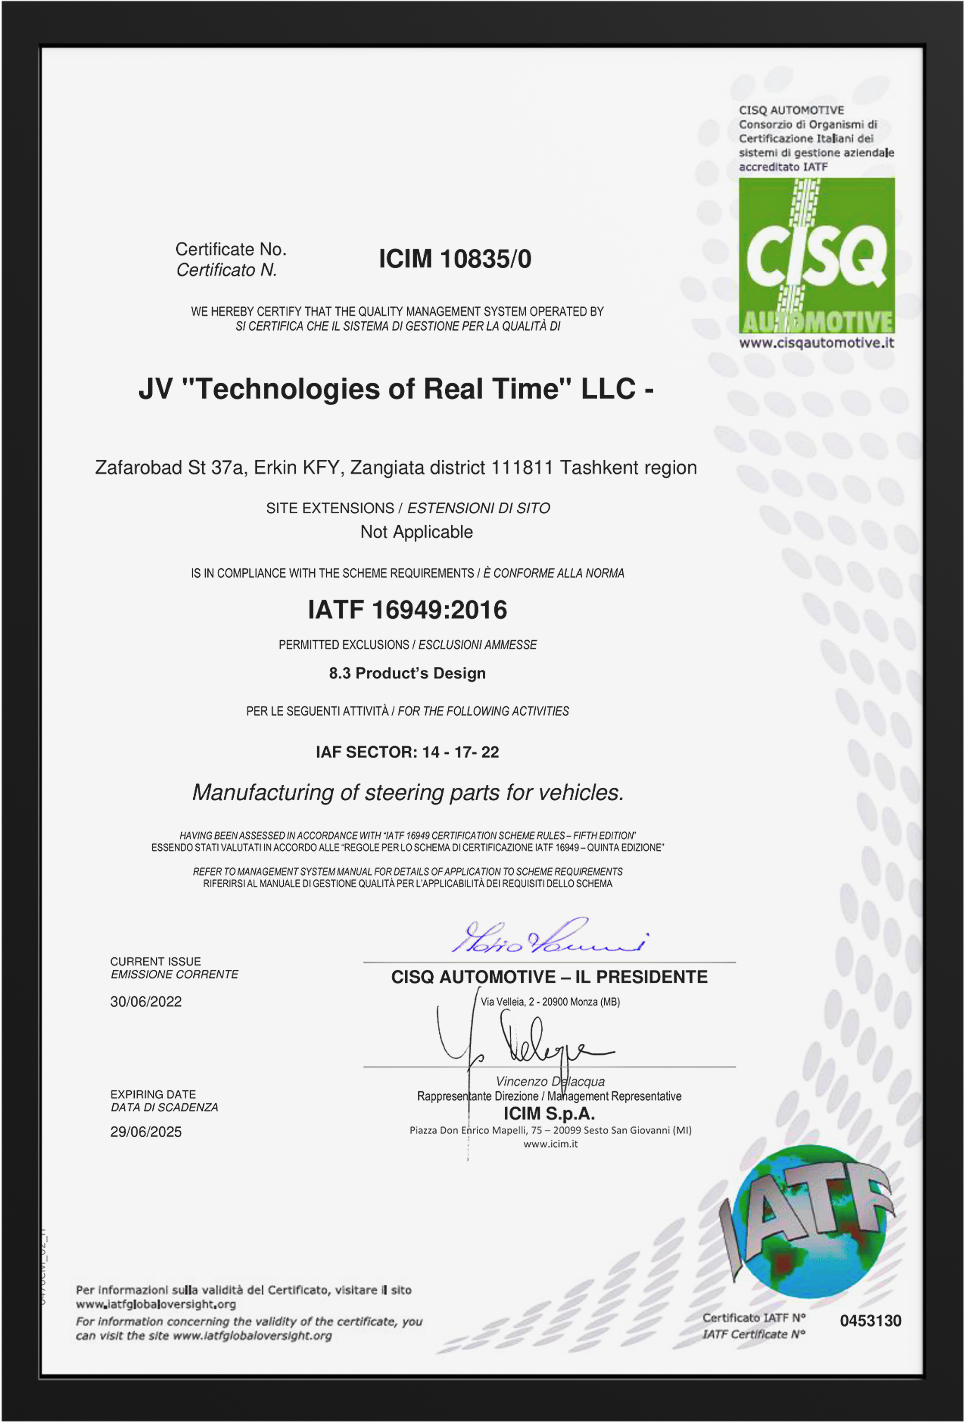 CISQ AUTOMOTIVE
Consorzio di Organismi di
Certificazione Italiani dei
sistemi di gestione aziendale
accreditato IATF
CISQ
AUTOMOTIVE
www.cisqautomotive.it
Certificate No.
Certificato N.
ICIM 10835/0
WE HEREBY CERTIFY THAT THE QUALITY MANAGEMENT SYSTEM OPERATED BY
SI CERTIFICA CHE IL SISTEMA DI GESTIONE PER LA QUALITÀ DI
JV "Technologies of Real Time" LLC -
Zafarobad St 37a, Erkin KFY, Zangiata district 111811 Tashkent region
SITE EXTENSIONS / ESTENSIONI DI SITO
Not Applicable
IS IN COMPLIANCE WITH THE SCHEME REQUIREMENTS / È CONFORME ALLA NORMA
IATF 16949:2016
PERMITTED EXCLUSIONS / ESCLUSIONI AMMESSE
8.3 Product's Design
PER LE SEGUENTI ATTIVITÀ / FOR THE FOLLOWING ACTIVITIES
IAF SECTOR: 14 - 17- 22
Manufacturing of steering parts for vehicles.
HAVING BEEN ASSESSED IN ACCORDANCE WITH "IATF 16949 CERTIFICATION SCHEME RULES – FIFTH EDITION"
ESSENDO STATI VALUTATI IN ACCORDO ALLE "REGOLE PER LO SCHEMA DI CERTIFICAZIONE IATF 16949 – QUINTA EDIZIONE"
REFER TO MANAGEMENT SYSTEM MANUAL FOR DETAILS OF APPLICATION TO SCHEME REQUIREMENTS
RIFERIRSI AL MANUALE DI GESTIONE QUALITÀ PER L'APPLICABILITÀ DEI REQUISITI DELLO SCHEMA
CURRENT ISSUE
EMISSIONE CORRENTE
30/06/2022
CISQ AUTOMOTIVE – IL PRESIDENTE
Via Velleia, 2 - 20900 Monza (MB)
EXPIRING DATE
DATA DI SCADENZA
29/06/2025
Vincenzo Delacqua
Rappresentante Direzione / Management Representative
ICIM S.p.A.
Piazza Don Enrico Mapelli, 75 – 20099 Sesto San Giovanni (MI)
www.icim.it
IATF
Per informazioni sulla validità del Certificato, visitare il sito
www.iatfglobaloversight.org
For information concerning the validity of the certificate, you
can visit the site www.iatfglobaloversight.org
Certificato IATF N°
IATF Certificate N°
0453130